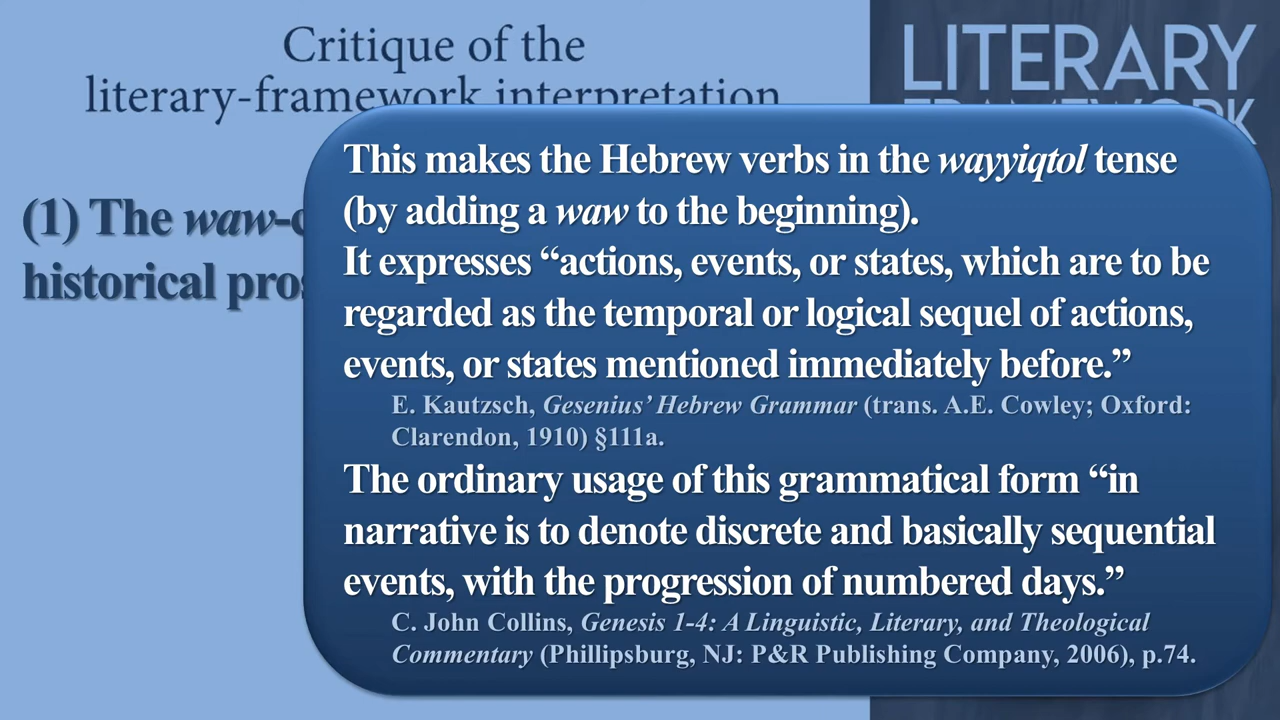 Critique of the
literary-framework interpretation
LITERARY
(1) The waw-
historical
This makes the Hebrew verbs in the wayyiqtol tense
(by adding a waw to the beginning).
It expresses “actions, events, or states, which are to be
regarded as the temporal or logical sequel of actions,
events, or states mentioned immediately before.”
E. Kautzsch, Gesenius’ Hebrew Grammar (trans. A.E. Cowley; Oxford:
Clarendon, 1910) §111a.
The ordinary usage of this grammatical form “in
narrative is to denote discrete and basically sequential
events, with the progression of numbered days.”
C. John Collins, Genesis 1-4: A Linguistic, Literary, and Theological
Commentary (Phillipsburg, NJ: P&R Publishing Company, 2006), p.74.